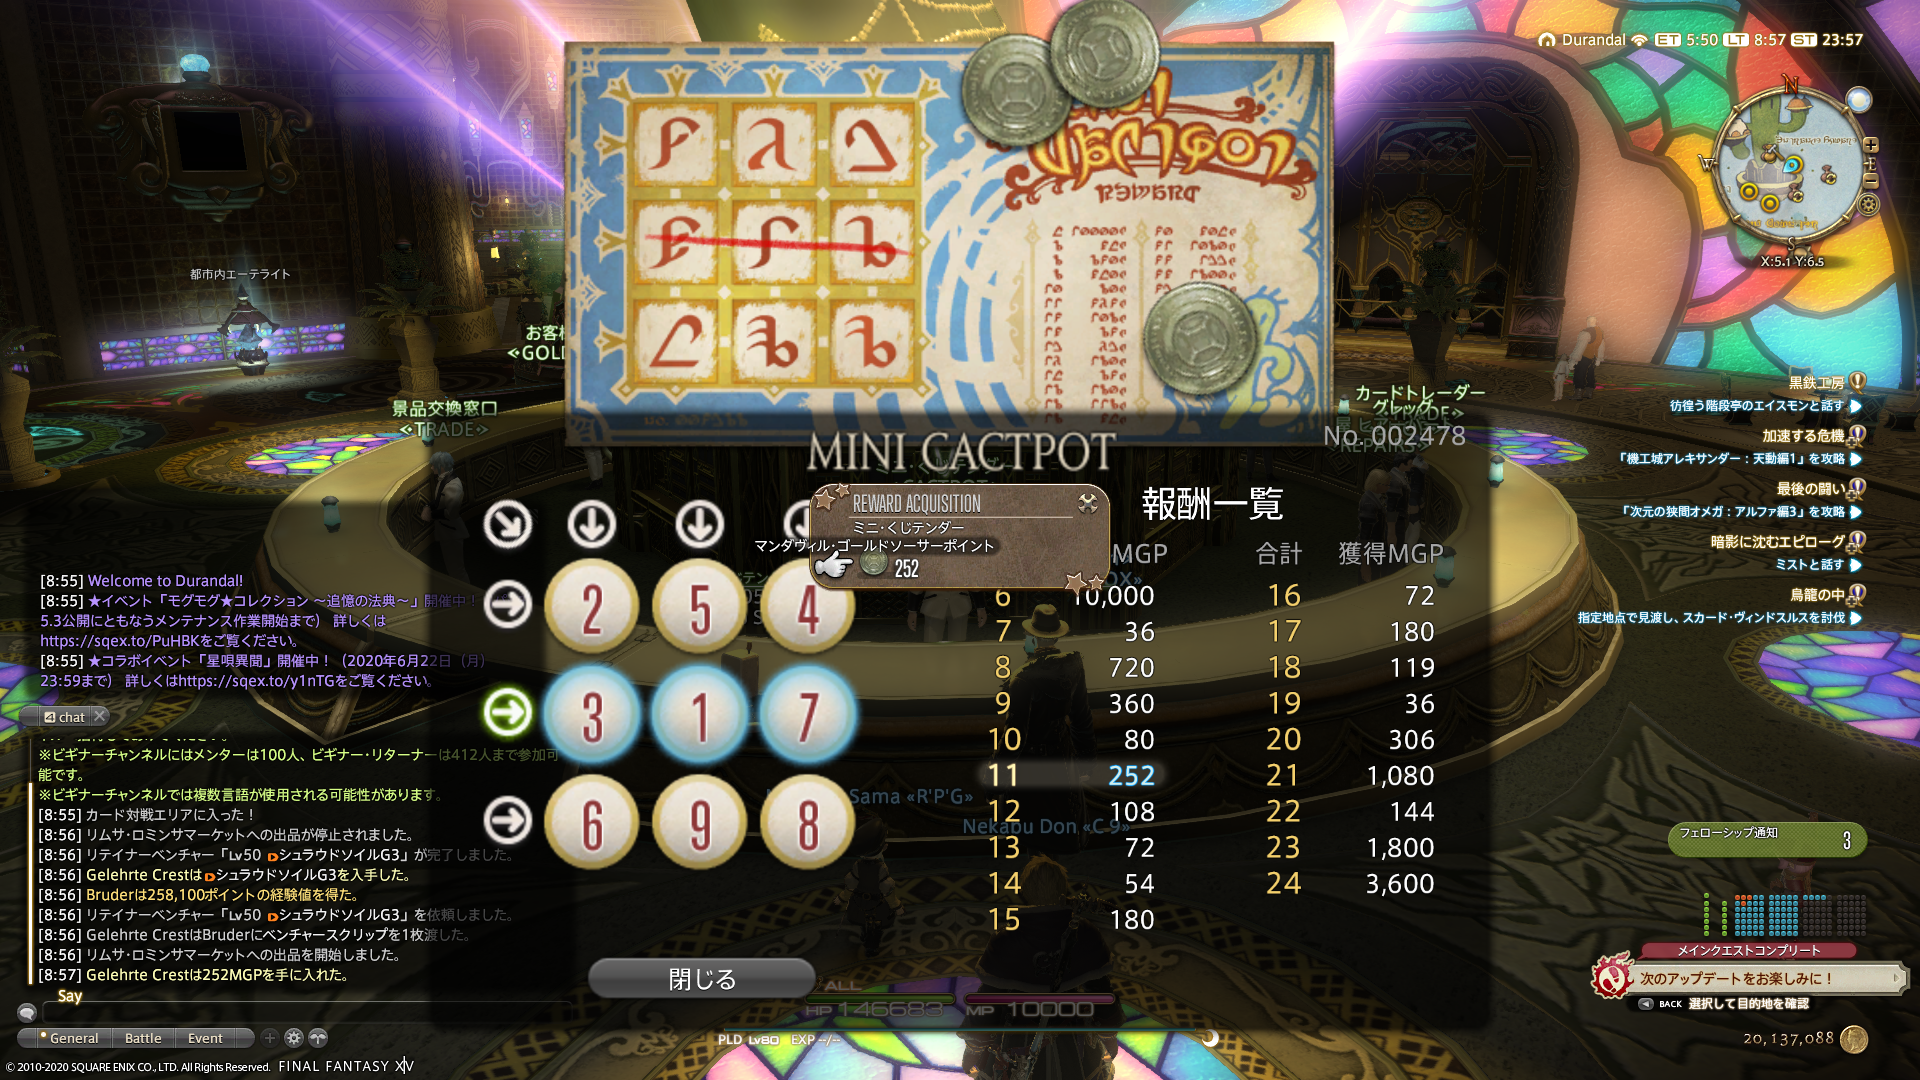 Durandal ET 5:50 LT 8:57 ST 23:57
N
W
E
S
X:5.1 Y:6.5
都市内エーテライト
景品交換窓口
<<TRADE>>
カードトレーダー
No. 002478
MINI CACTPOT
REWARD ACQUISITION
ミニ・くじテンダー
マンダヴィル・ゴールドソーサーポイント
252
報酬一覧
MGP 合計 獲得MGP
2 5 4
3 1 7
6 9 8
6 10,000 16 72
7 36 17 180
8 720 18 119
9 360 19 36
10 80 20 306
11 252 21 1,080
12 108 22 144
13 72 23 1,800
14 54 24 3,600
15 180
閉じる
Sama «R'P'G»
Nekabu Don «C 9»
黒鉄工房
彷徨う階段亭のエイスモンと話す
加速する危機
「機工城アレキサンダー：天動編1」を攻略
最後の闘い
「次元の狭間オメガ：アルファ編3」を攻略
暗影に沈むエピローグ
ミストと話す
烏龍の中
指定地点で見渡し、スカード・ヴィンドスルスを討伐
[8:55] Welcome to Durandal!
[8:55] ★イベント「モグモグ★コレクション ～追憶の法典～」開催中！
5.3公開にともなうメンテナンス作業開始まで） 詳しくは
https://sqex.to/PuHBKをご覧ください。
[8:55] ★コラボイベント「星唄異聞」開催中！（2020年6月22日（月）
23:59まで） 詳しくはhttps://sqex.to/y1nTGをご覧ください。
4 chat
※ビギナーチャンネルにはメンターは100人、ビギナー・リターナーは412人まで参加可
能です。
※ビギナーチャンネルでは複数言語が使用される可能性があります。
[8:55] カード対戦エリアに入った！
[8:56] リムサ・ロミンサマーケットへの出品が停止されました。
[8:56] リテイナーベンチャー「Lv50 シュラウドソイルG3」が完了しました。
[8:56] Gelehrte Crestはシュラウドソイル​G3を入手した。
[8:56] Bruderは258,100ポイントの経験値を得た。
[8:56] リテイナーベンチャー「Lv50 シュラウドソイルG3」を依頼しました。
[8:56] Gelehrte CrestはBruderにベンチャースクリップを1枚渡した。
[8:56] リムサ・ロミンサマーケットへの出品を開始しました。
[8:57] Gelehrte Crestは252MGPを手に入れた。
Say
General Battle Event
© 2010-2020 SQUARE ENIX CO., LTD. All Rights Reserved. FINAL FANTASY XIV
ALL
HP 146683 MP 10000
PLD Lv80 EXP --/--
フェローシップ通知 3
メインクエストコンプリート
次のアップデートをお楽しみに！
BACK 選択して目的地を確認
20,137,088